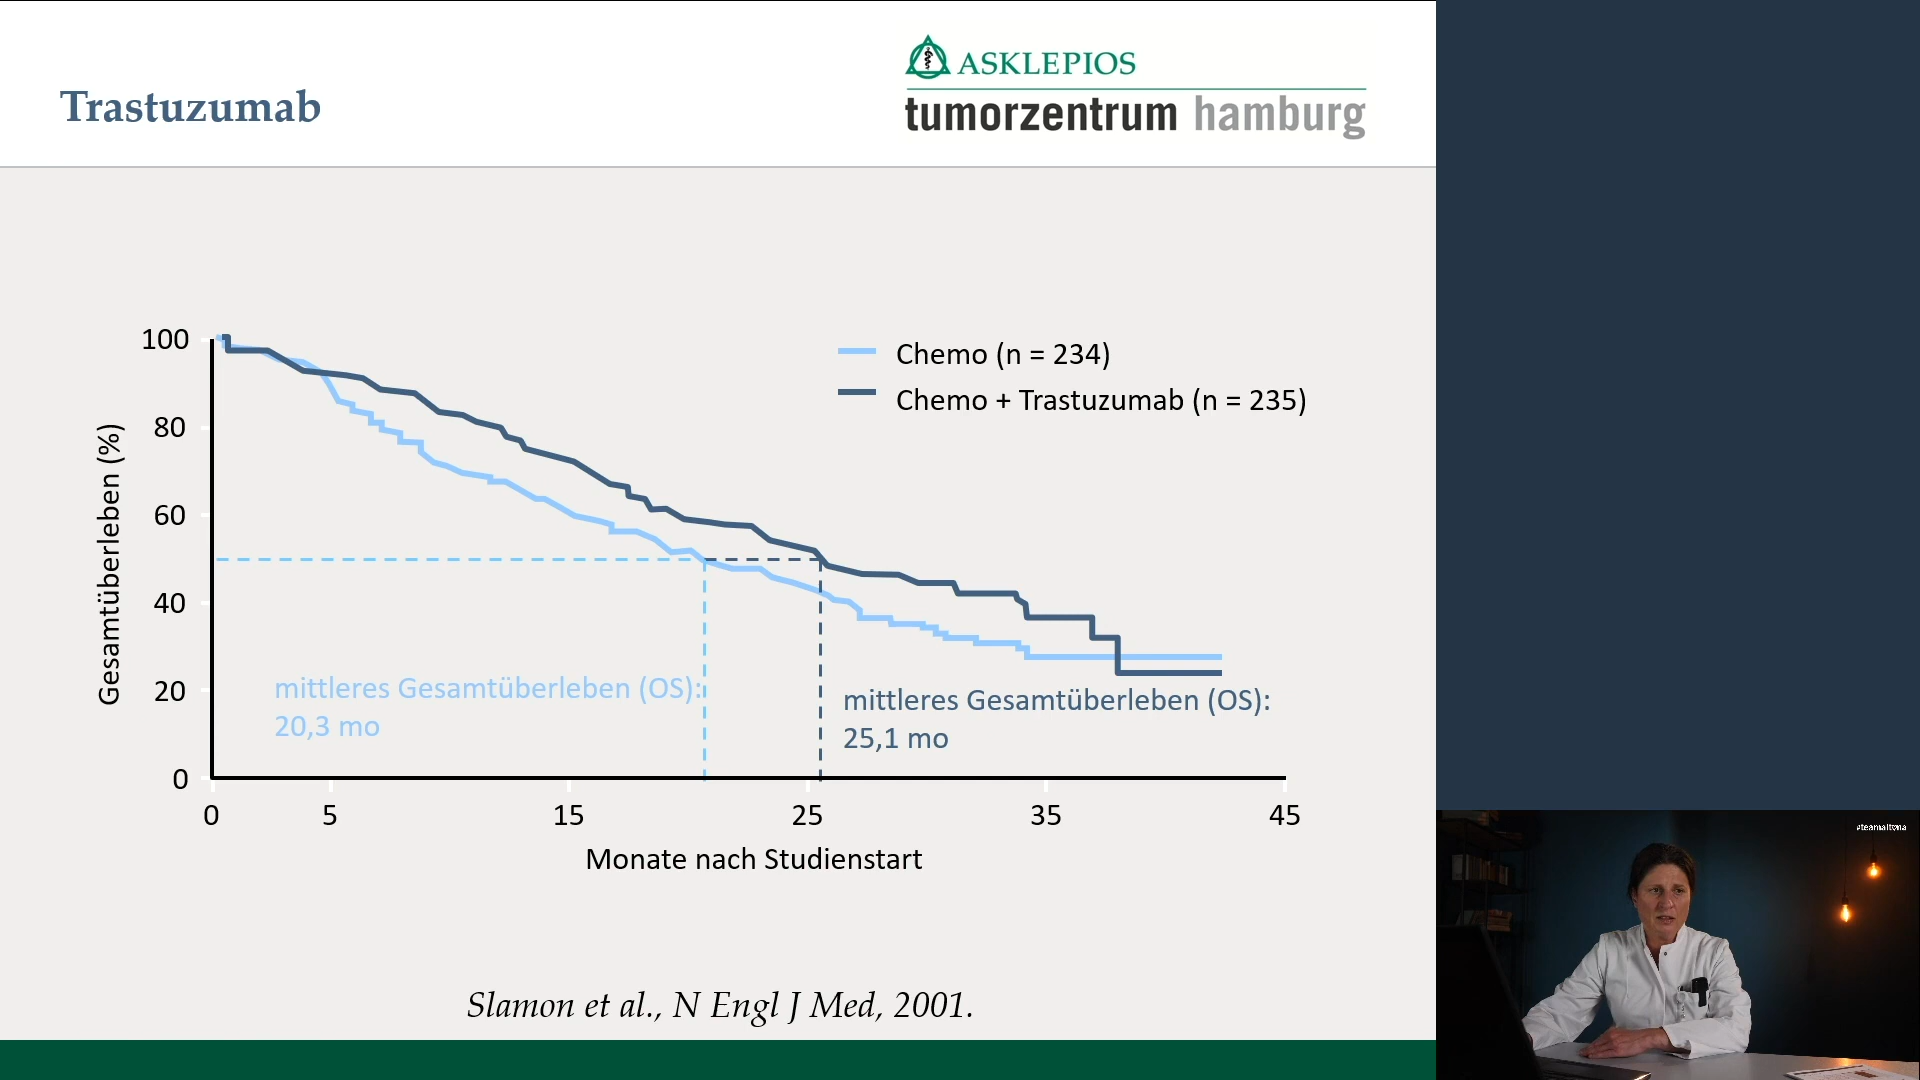 Trastuzumab
ASKLEPIOS
tumorzentrum hamburg
Chemo (n = 234)
Chemo + Trastuzumab (n = 235)
Gesamtüberleben (%)
100
80
60
40
20
0
mittleres Gesamtüberleben (OS):
20,3 mo
mittleres Gesamtüberleben (OS):
25,1 mo
0 5 15 25 35 45
Monate nach Studienstart
Slamon et al., N Engl J Med, 2001.
#teamaltona